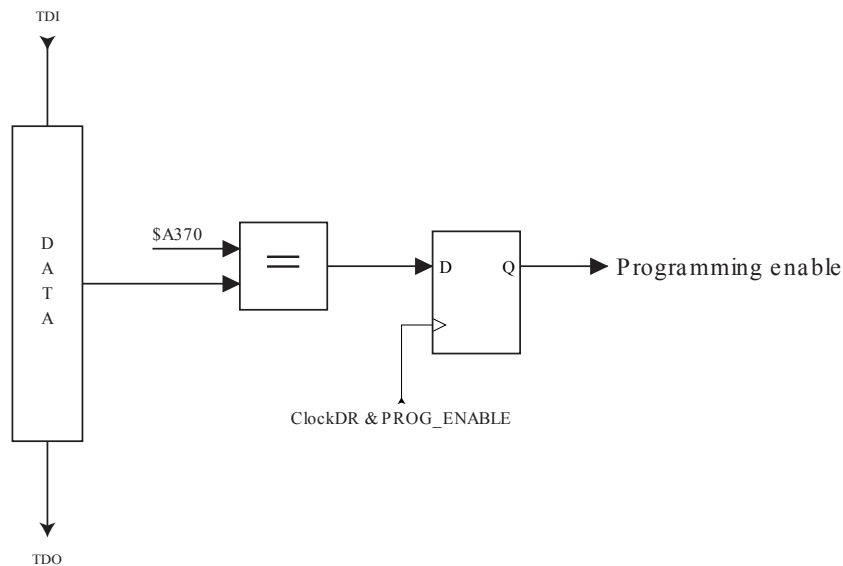 TDI
D
A
T
A
$A370
=
D
Q
Programming enable
ClockDR & PROG_ENABLE
TDO